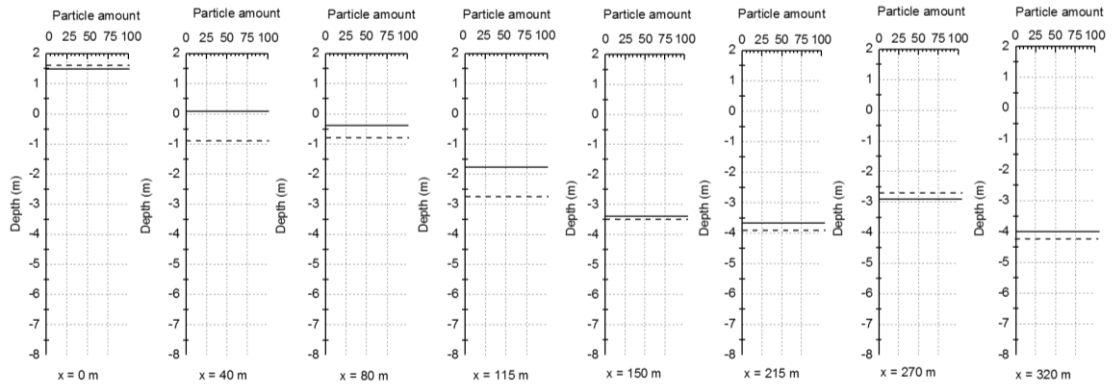 Particle amount Particle amount Particle amount Particle amount Particle amount Particle amount Particle amount Particle amount
0 25 50 75 100 0 25 50 75 100 0 25 50 75 100 0 25 50 75 100 0 25 50 75 100 0 25 50 75 100 0 25 50 75 100 0 25 50 75 100
2 2 2 2 2 2 2 2
1 1 1 1 1 1 1 1
0 0 0 0 0 0 0 0
-1 -1 -1 -1 -1 -1 -1 -1
-2 -2 -2 -2 -2 -2 -2 -2
Depth (m) Depth (m) Depth (m) Depth (m) Depth (m) Depth (m) Depth (m) Depth (m)
-3 -3 -3 -3 -3 -3 -3 -3
-4 -4 -4 -4 -4 -4 -4 -4
-5 -5 -5 -5 -5 -5 -5 -5
-6 -6 -6 -6 -6 -6 -6 -6
-7 -7 -7 -7 -7 -7 -7 -7
-8 -8 -8 -8 -8 -8 -8 -8
x = 0 m x = 40 m x = 80 m x = 115 m x = 150 m x = 215 m x = 270 m x = 320 m